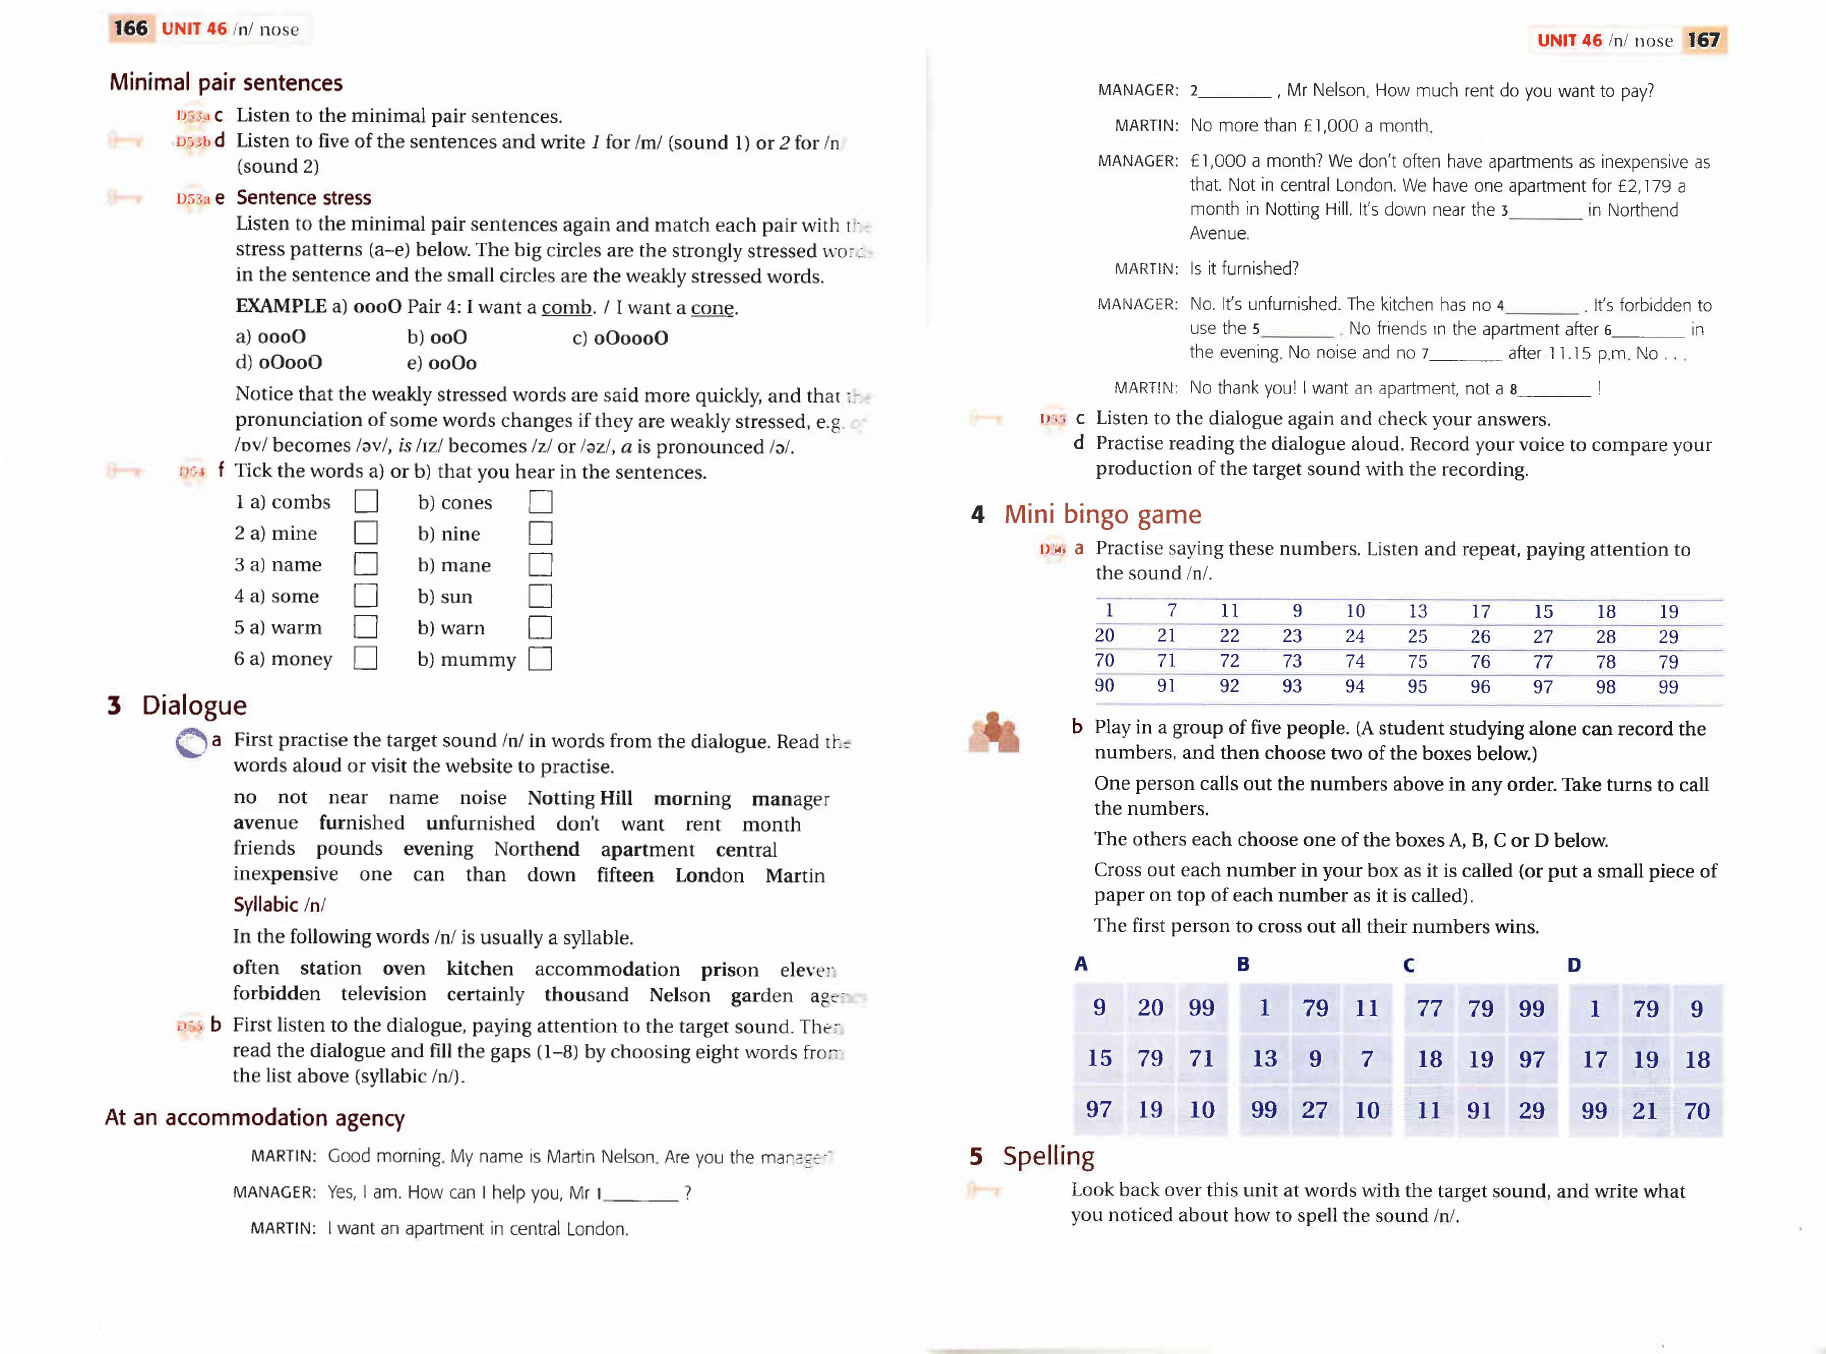 166 UNIT 46 /n/ nose
Minimal pair sentences
D53a c Listen to the minimal pair sentences.
D53b d Listen to five of the sentences and write 1 for /m/ (sound 1) or 2 for /n/
(sound 2)
D53a e Sentence stress
Listen to the minimal pair sentences again and match each pair with the
stress patterns (a–e) below. The big circles are the strongly stressed words
in the sentence and the small circles are the weakly stressed words.
EXAMPLE a) oooO Pair 4: I want a comb. / I want a cone.
a) oooO b) ooO c) oOoooO
d) oOooO e) ooOo
Notice that the weakly stressed words are said more quickly, and that the
pronunciation of some words changes if they are weakly stressed, e.g. of
/ɒv/ becomes /əv/, is /ɪz/ becomes /z/ or /əz/, a is pronounced /ə/.
D54 f Tick the words a) or b) that you hear in the sentences.
1 a) combs b) cones
2 a) mine b) nine
3 a) name b) mane
4 a) some b) sun
5 a) warm b) warn
6 a) money b) mummy
3 Dialogue
a First practise the target sound /n/ in words from the dialogue. Read the
words aloud or visit the website to practise.
no not near name noise Notting Hill morning manager
avenue furnished unfurnished don't want rent month
friends pounds evening Northend apartment central
inexpensive one can than down fifteen London Martin
Syllabic /n/
In the following words /n/ is usually a syllable.
often station oven kitchen accommodation prison eleven
forbidden television certainly thousand Nelson garden
D55 b First listen to the dialogue, paying attention to the target sound. Then
read the dialogue and fill the gaps (1–8) by choosing eight words from
the list above (syllabic /n/).
At an accommodation agency
MARTIN: Good morning. My name is Martin Nelson. Are you the manager?
MANAGER: Yes, I am. How can I help you, Mr 1________ ?
MARTIN: I want an apartment in central London.
UNIT 46 /n/ nose 167
MANAGER: 2________ , Mr Nelson. How much rent do you want to pay?
MARTIN: No more than £1,000 a month.
MANAGER: £1,000 a month? We don't often have apartments as inexpensive as
that. Not in central London. We have one apartment for £2,179 a
month in Notting Hill. It's down near the 3________ in Northend
Avenue.
MARTIN: Is it furnished?
MANAGER: No. It's unfurnished. The kitchen has no 4________ . It's forbidden to
use the 5________ . No friends in the apartment after 6________ in
the evening. No noise and no 7________ after 11.15 p.m. No . . .
MARTIN: No thank you! I want an apartment, not a 8________ !
D55 c Listen to the dialogue again and check your answers.
d Practise reading the dialogue aloud. Record your voice to compare your
production of the target sound with the recording.
4 Mini bingo game
D56 a Practise saying these numbers. Listen and repeat, paying attention to
the sound /n/.
1 7 11 9 10 13 17 15 18 19
20 21 22 23 24 25 26 27 28 29
70 71 72 73 74 75 76 77 78 79
90 91 92 93 94 95 96 97 98 99
b Play in a group of five people. (A student studying alone can record the
numbers, and then choose two of the boxes below.)
One person calls out the numbers above in any order. Take turns to call
the numbers.
The others each choose one of the boxes A, B, C or D below.
Cross out each number in your box as it is called (or put a small piece of
paper on top of each number as it is called).
The first person to cross out all their numbers wins.
A B C D
9 20 99 1 79 11 77 79 99 1 79 9
15 79 71 13 9 7 18 19 97 17 19 18
97 19 10 99 27 10 11 91 29 99 21 70
5 Spelling
Look back over this unit at words with the target sound, and write what
you noticed about how to spell the sound /n/.